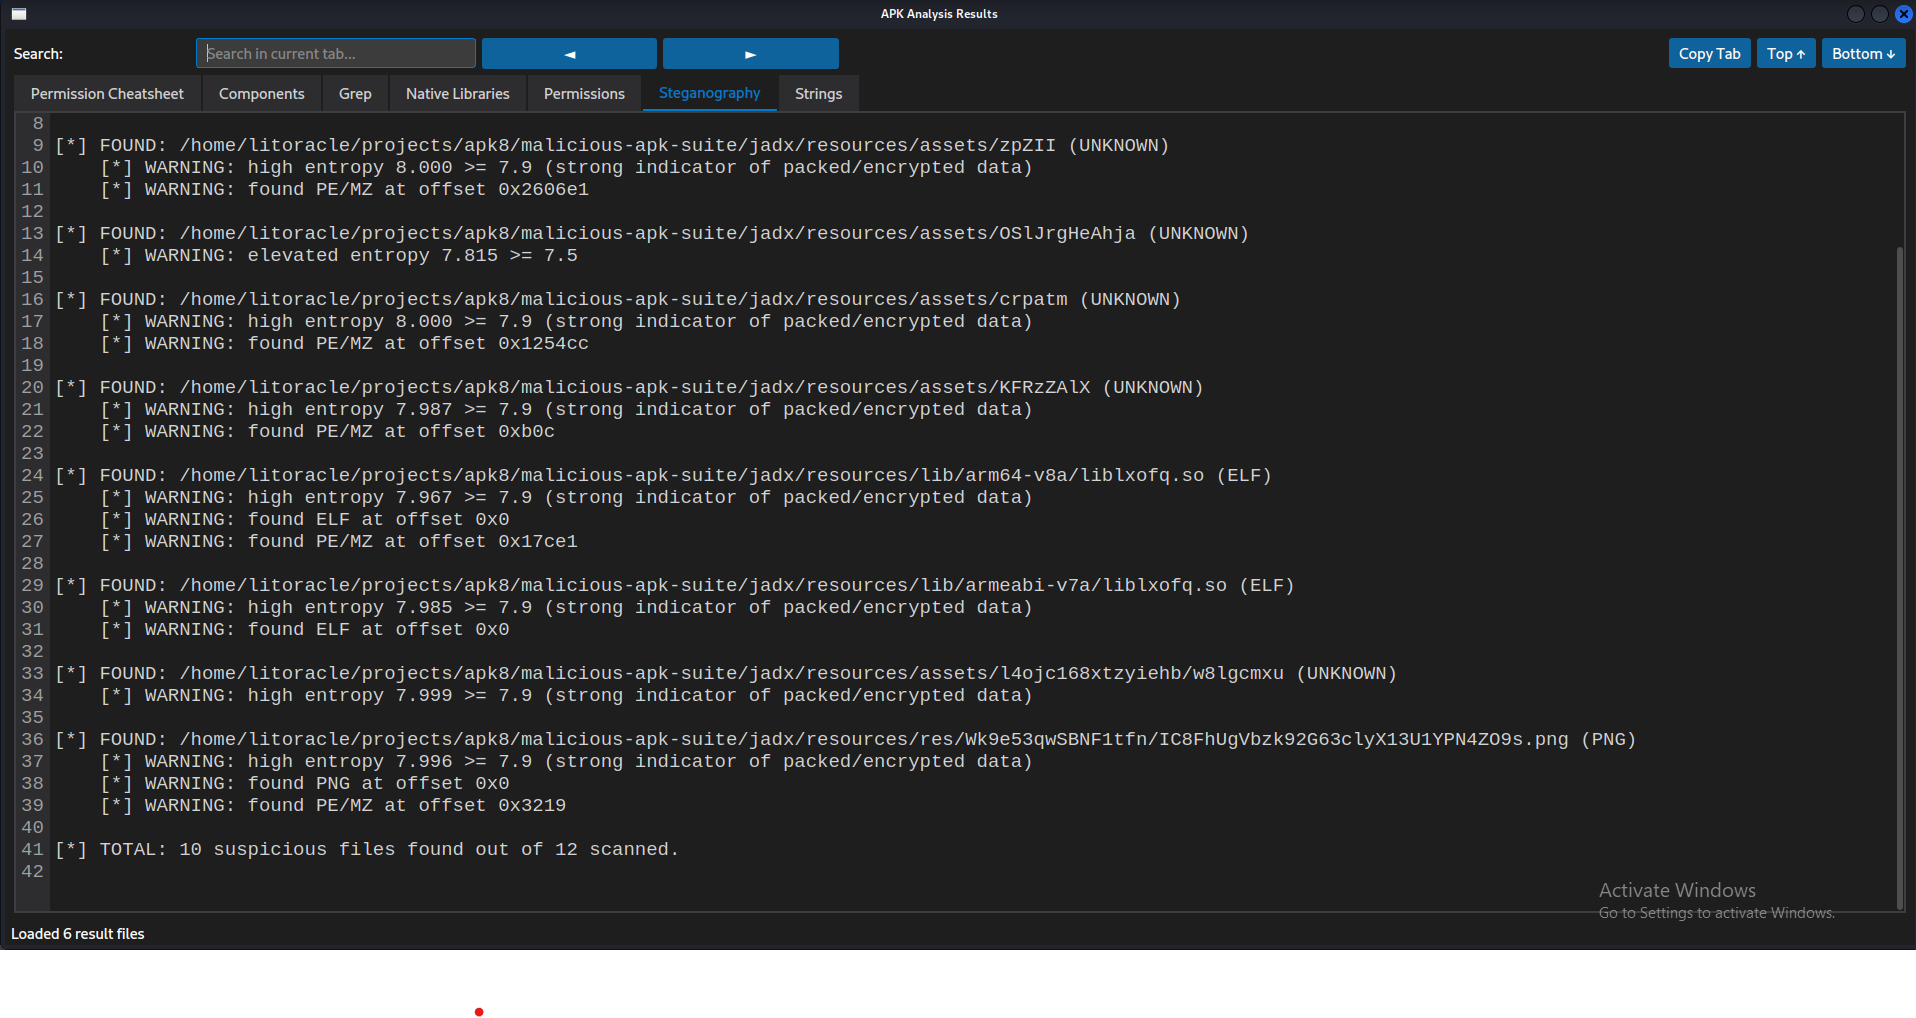 APK Analysis Results
Search:
Search in current tab...
◄
►
Copy Tab
Top ↑
Bottom ↓
Permission Cheatsheet
Components
Grep
Native Libraries
Permissions
Steganography
Strings
8
9 [*] FOUND: /home/litoracle/projects/apk8/malicious-apk-suite/jadx/resources/assets/zpZII (UNKNOWN)
10 [*] WARNING: high entropy 8.000 >= 7.9 (strong indicator of packed/encrypted data)
11 [*] WARNING: found PE/MZ at offset 0x2606e1
12
13 [*] FOUND: /home/litoracle/projects/apk8/malicious-apk-suite/jadx/resources/assets/OSlJrgHeAhja (UNKNOWN)
14 [*] WARNING: elevated entropy 7.815 >= 7.5
15
16 [*] FOUND: /home/litoracle/projects/apk8/malicious-apk-suite/jadx/resources/assets/crpatm (UNKNOWN)
17 [*] WARNING: high entropy 8.000 >= 7.9 (strong indicator of packed/encrypted data)
18 [*] WARNING: found PE/MZ at offset 0x1254cc
19
20 [*] FOUND: /home/litoracle/projects/apk8/malicious-apk-suite/jadx/resources/assets/KFRzZAlX (UNKNOWN)
21 [*] WARNING: high entropy 7.987 >= 7.9 (strong indicator of packed/encrypted data)
22 [*] WARNING: found PE/MZ at offset 0xb0c
23
24 [*] FOUND: /home/litoracle/projects/apk8/malicious-apk-suite/jadx/resources/lib/arm64-v8a/liblxofq.so (ELF)
25 [*] WARNING: high entropy 7.967 >= 7.9 (strong indicator of packed/encrypted data)
26 [*] WARNING: found ELF at offset 0x0
27 [*] WARNING: found PE/MZ at offset 0x17ce1
28
29 [*] FOUND: /home/litoracle/projects/apk8/malicious-apk-suite/jadx/resources/lib/armeabi-v7a/liblxofq.so (ELF)
30 [*] WARNING: high entropy 7.985 >= 7.9 (strong indicator of packed/encrypted data)
31 [*] WARNING: found ELF at offset 0x0
32
33 [*] FOUND: /home/litoracle/projects/apk8/malicious-apk-suite/jadx/resources/assets/l4ojc168xtzyiehb/w8lgcmxu (UNKNOWN)
34 [*] WARNING: high entropy 7.999 >= 7.9 (strong indicator of packed/encrypted data)
35
36 [*] FOUND: /home/litoracle/projects/apk8/malicious-apk-suite/jadx/resources/res/Wk9e53qwSBNF1tfn/IC8FhUgVbzk92G63clyX13U1YPN4ZO9s.png (PNG)
37 [*] WARNING: high entropy 7.996 >= 7.9 (strong indicator of packed/encrypted data)
38 [*] WARNING: found PNG at offset 0x0
39 [*] WARNING: found PE/MZ at offset 0x3219
40
41 [*] TOTAL: 10 suspicious files found out of 12 scanned.
42
Activate Windows
Go to Settings to activate Windows.
Loaded 6 result files